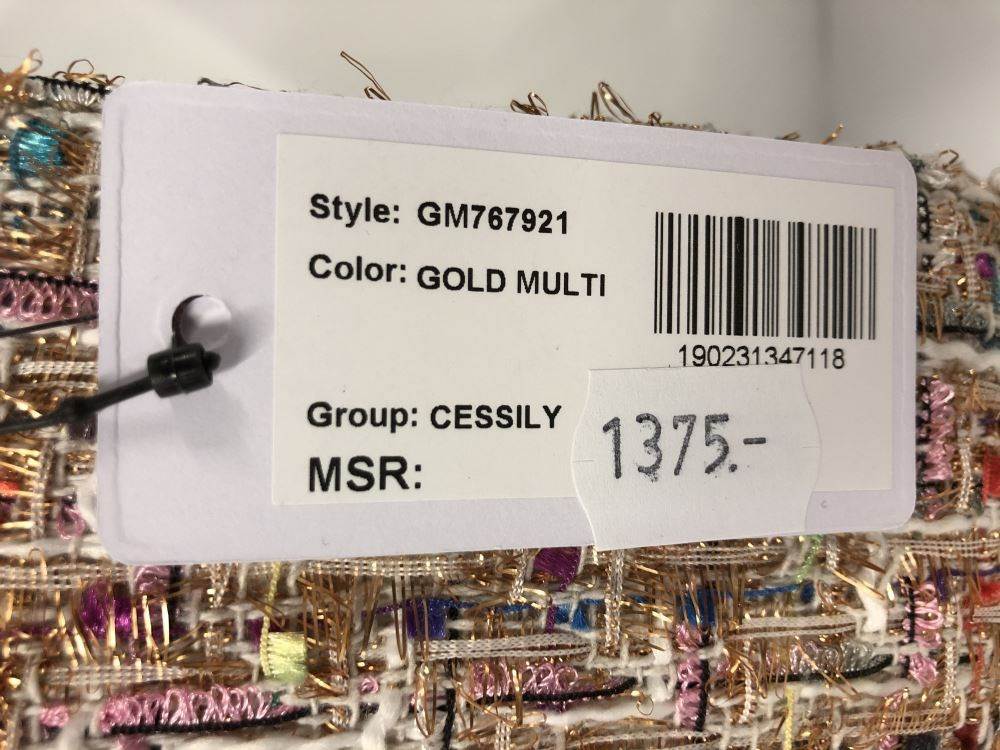 Style: GM767921
Color: GOLD MULTI
190231347118
Group: CESSILY
MSR:
1375.-